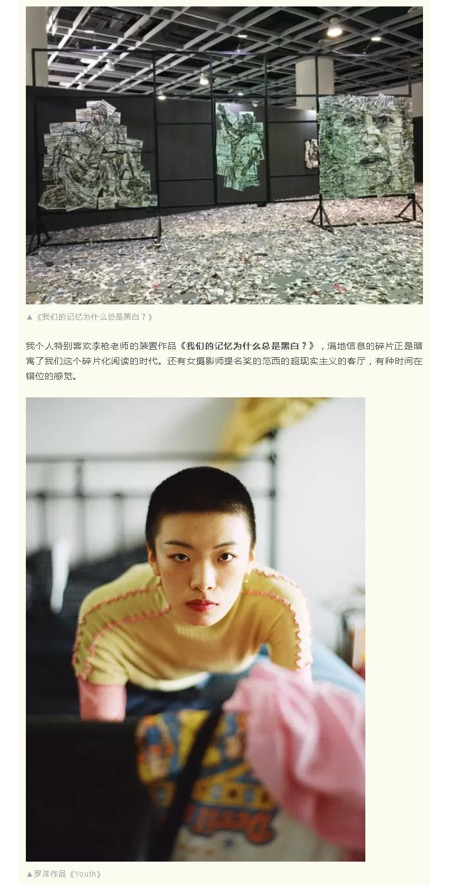 ▲《我们的记忆为什么总是黑白？》
我个人特别喜欢李枪老师的装置作品《我们的记忆为什么总是黑白？》，满地信息的碎片正是暗
寓了我们这个碎片化阅读的时代。还有女摄影师提名奖的范西的超现实主义的客厅，有种时间在
错位的感觉。
▲罗洋作品《Youth》